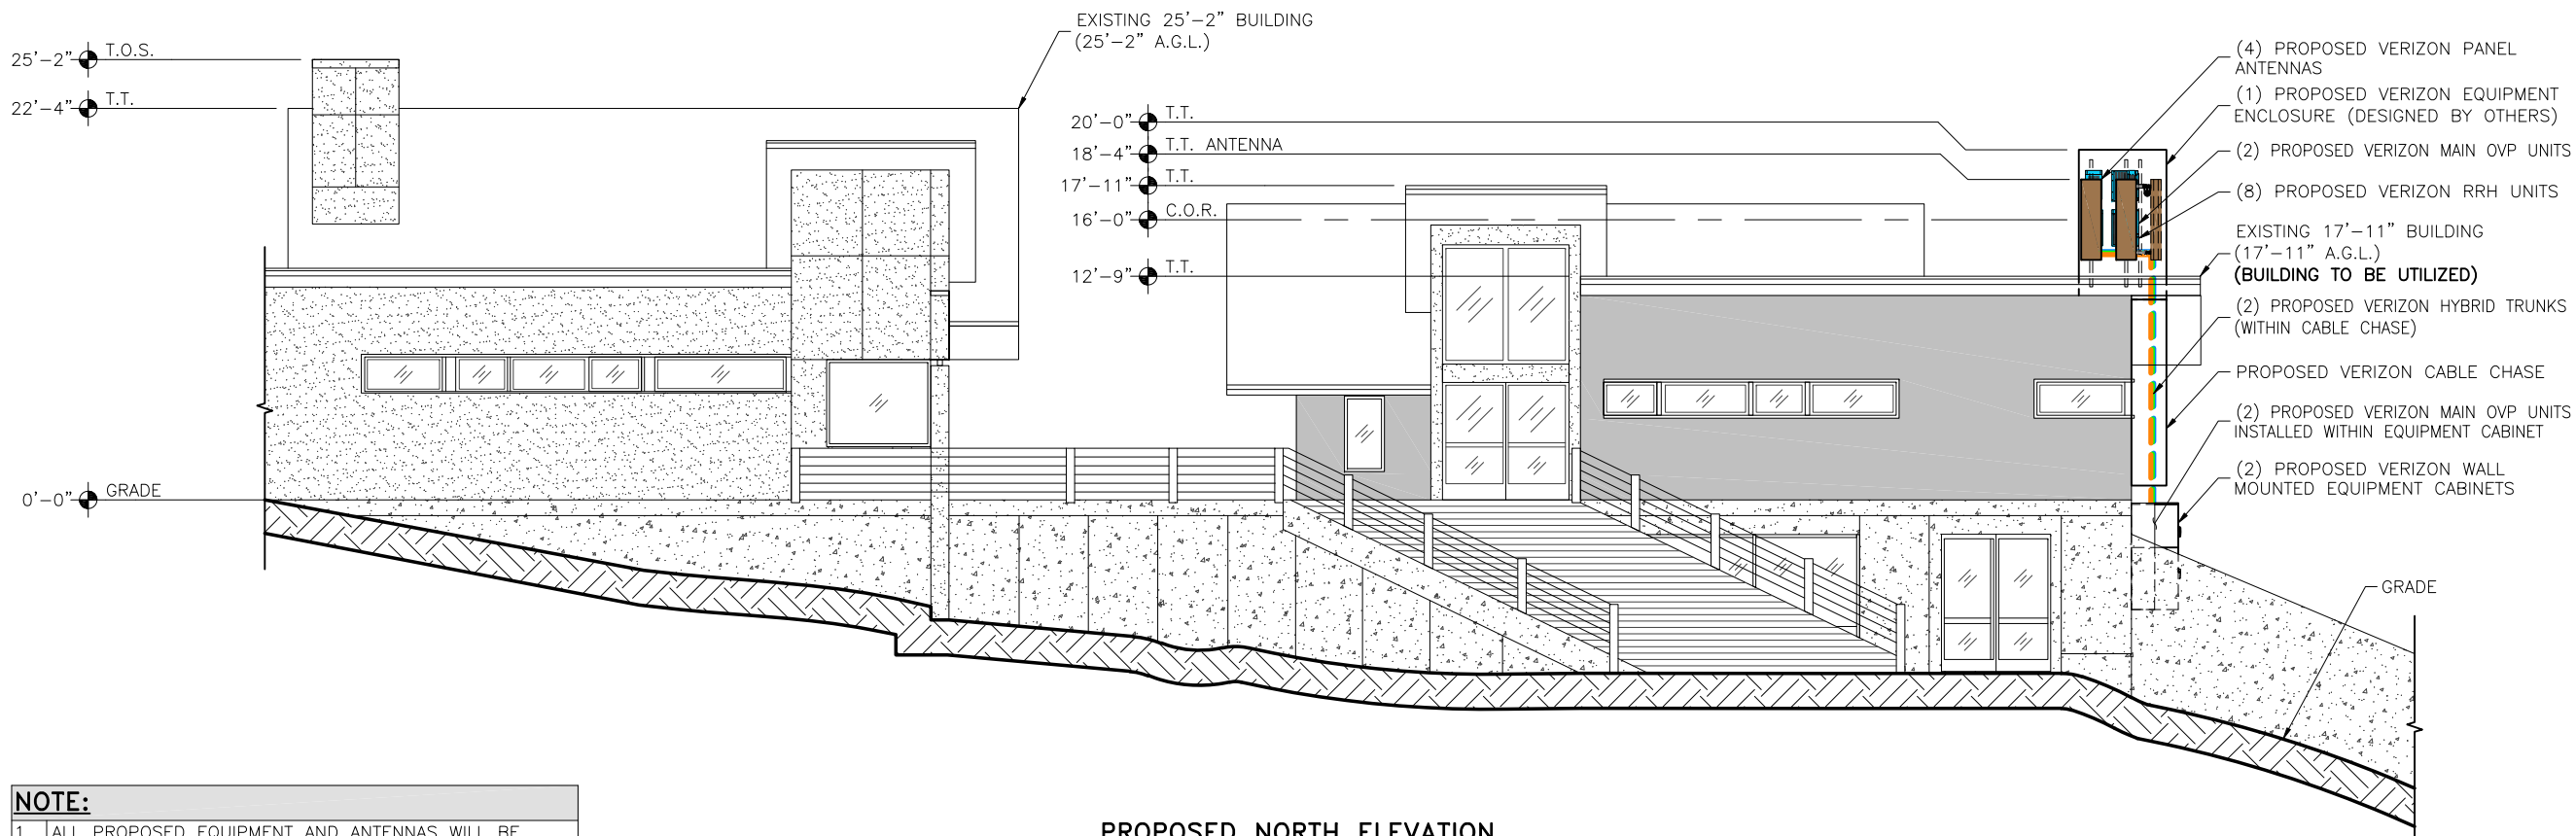 EXISTING 25'-2" BUILDING
(25'-2" A.G.L.)
25'-2" T.O.S.
22'-4" T.T.
20'-0" T.T.
18'-4" T.T. ANTENNA
17'-11" T.T.
16'-0" C.O.R.
12'-9" T.T.
0'-0" GRADE
(4) PROPOSED VERIZON PANEL
ANTENNAS
(1) PROPOSED VERIZON EQUIPMENT
ENCLOSURE (DESIGNED BY OTHERS)
(2) PROPOSED VERIZON MAIN OVP UNITS
(8) PROPOSED VERIZON RRH UNITS
EXISTING 17'-11" BUILDING
(17'-11" A.G.L.)
(BUILDING TO BE UTILIZED)
(2) PROPOSED VERIZON HYBRID TRUNKS
(WITHIN CABLE CHASE)
PROPOSED VERIZON CABLE CHASE
(2) PROPOSED VERIZON MAIN OVP UNITS
INSTALLED WITHIN EQUIPMENT CABINET
(2) PROPOSED VERIZON WALL
MOUNTED EQUIPMENT CABINETS
GRADE
NOTE:
1. ALL PROPOSED EQUIPMENT AND ANTENNAS WILL BE
PROPOSED NORTH ELEVATION